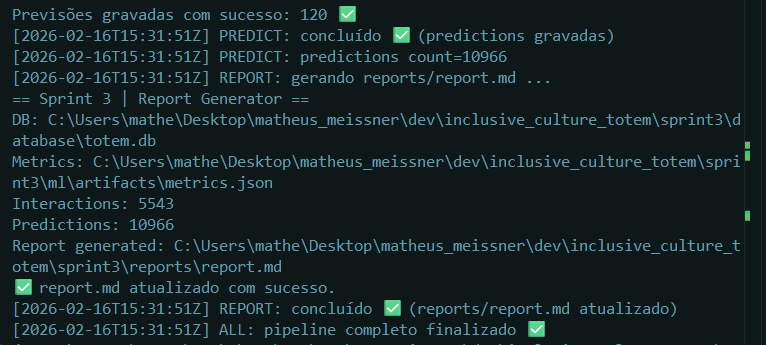 Previsões gravadas com sucesso: 120 ✅
[2026-02-16T15:31:51Z] PREDICT: concluído ✅ (predictions gravadas)
[2026-02-16T15:31:51Z] PREDICT: predictions count=10966
[2026-02-16T15:31:51Z] REPORT: gerando reports/report.md ...
== Sprint 3 | Report Generator ==
DB: C:\Users\mathe\Desktop\matheus_meissner\dev\inclusive_culture_totem\sprint3\d
atabase\totem.db
Metrics: C:\Users\mathe\Desktop\matheus_meissner\dev\inclusive_culture_totem\spri
nt3\ml\artifacts\metrics.json
Interactions: 5543
Predictions: 10966
Report generated: C:\Users\mathe\Desktop\matheus_meissner\dev\inclusive_culture_t
otem\sprint3\reports\report.md
✅ report.md atualizado com sucesso.
[2026-02-16T15:31:51Z] REPORT: concluído ✅ (reports/report.md atualizado)
[2026-02-16T15:31:51Z] ALL: pipeline completo finalizado ✅